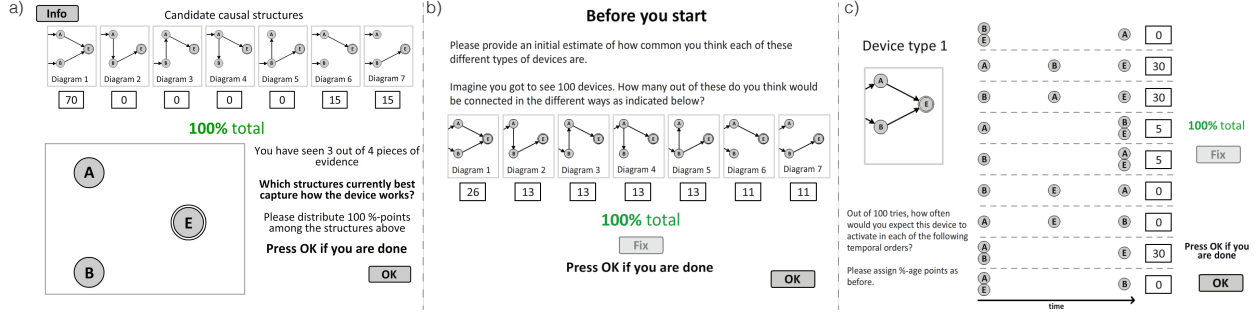 a)
Info
Candidate causal structures
A E B A E B A E B A E B A E B A E B A E B
Diagram 1 Diagram 2 Diagram 3 Diagram 4 Diagram 5 Diagram 6 Diagram 7
70 0 0 0 0 15 15
100% total
A
E
B
You have seen 3 out of 4 pieces of
evidence
Which structures currently best
capture how the device works?
Please distribute 100 %-points
among the structures above
Press OK if you are done
OK
b)
Before you start
Please provide an initial estimate of how common you think each of these
different types of devices are.
Imagine you got to see 100 devices. How many out of these do you think would
be connected in the different ways as indicated below?
A E B A E B A E B A E B A E B A E B A E B
Diagram 1 Diagram 2 Diagram 3 Diagram 4 Diagram 5 Diagram 6 Diagram 7
26 13 13 13 13 11 11
100% total
Fix
Press OK if you are done
OK
c)
Device type 1
A
E
B
Out of 100 tries, how often
would you expect this device to
activate in each of the following
temporal orders?
Please assign %-age points as
before.
B
E A 0
A B E 30
B A E 30
A B
E 5
B A
E 5
B E A 0
A E B 0
A
B E 30
A
E B 0
time
100% total
Fix
Press OK if you
are done
OK